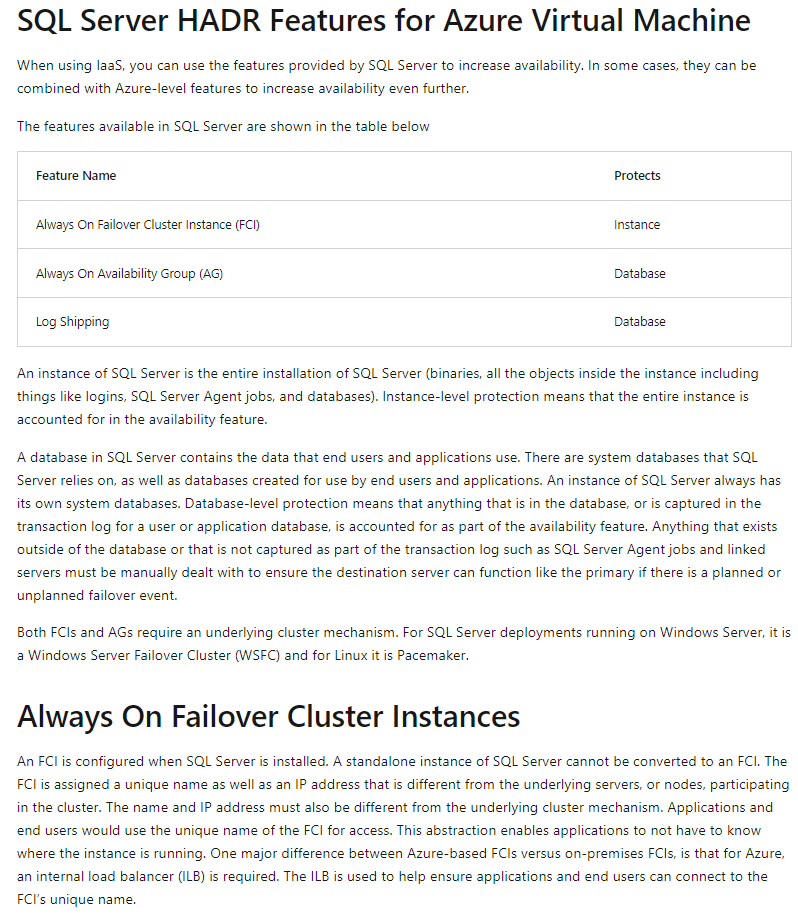 SQL Server HADR Features for Azure Virtual Machine
When using IaaS, you can use the features provided by SQL Server to increase availability. In some cases, they can be
combined with Azure-level features to increase availability even further.
The features available in SQL Server are shown in the table below
Feature Name Protects
Always On Failover Cluster Instance (FCI) Instance
Always On Availability Group (AG) Database
Log Shipping Database
An instance of SQL Server is the entire installation of SQL Server (binaries, all the objects inside the instance including
things like logins, SQL Server Agent jobs, and databases). Instance-level protection means that the entire instance is
accounted for in the availability feature.
A database in SQL Server contains the data that end users and applications use. There are system databases that SQL
Server relies on, as well as databases created for use by end users and applications. An instance of SQL Server always has
its own system databases. Database-level protection means that anything that is in the database, or is captured in the
transaction log for a user or application database, is accounted for as part of the availability feature. Anything that exists
outside of the database or that is not captured as part of the transaction log such as SQL Server Agent jobs and linked
servers must be manually dealt with to ensure the destination server can function like the primary if there is a planned or
unplanned failover event.
Both FCIs and AGs require an underlying cluster mechanism. For SQL Server deployments running on Windows Server, it is
a Windows Server Failover Cluster (WSFC) and for Linux it is Pacemaker.
Always On Failover Cluster Instances
An FCI is configured when SQL Server is installed. A standalone instance of SQL Server cannot be converted to an FCI. The
FCI is assigned a unique name as well as an IP address that is different from the underlying servers, or nodes, participating
in the cluster. The name and IP address must also be different from the underlying cluster mechanism. Applications and
end users would use the unique name of the FCI for access. This abstraction enables applications to not have to know
where the instance is running. One major difference between Azure-based FCIs versus on-premises FCIs, is that for Azure,
an internal load balancer (ILB) is required. The ILB is used to help ensure applications and end users can connect to the
FCI’s unique name.